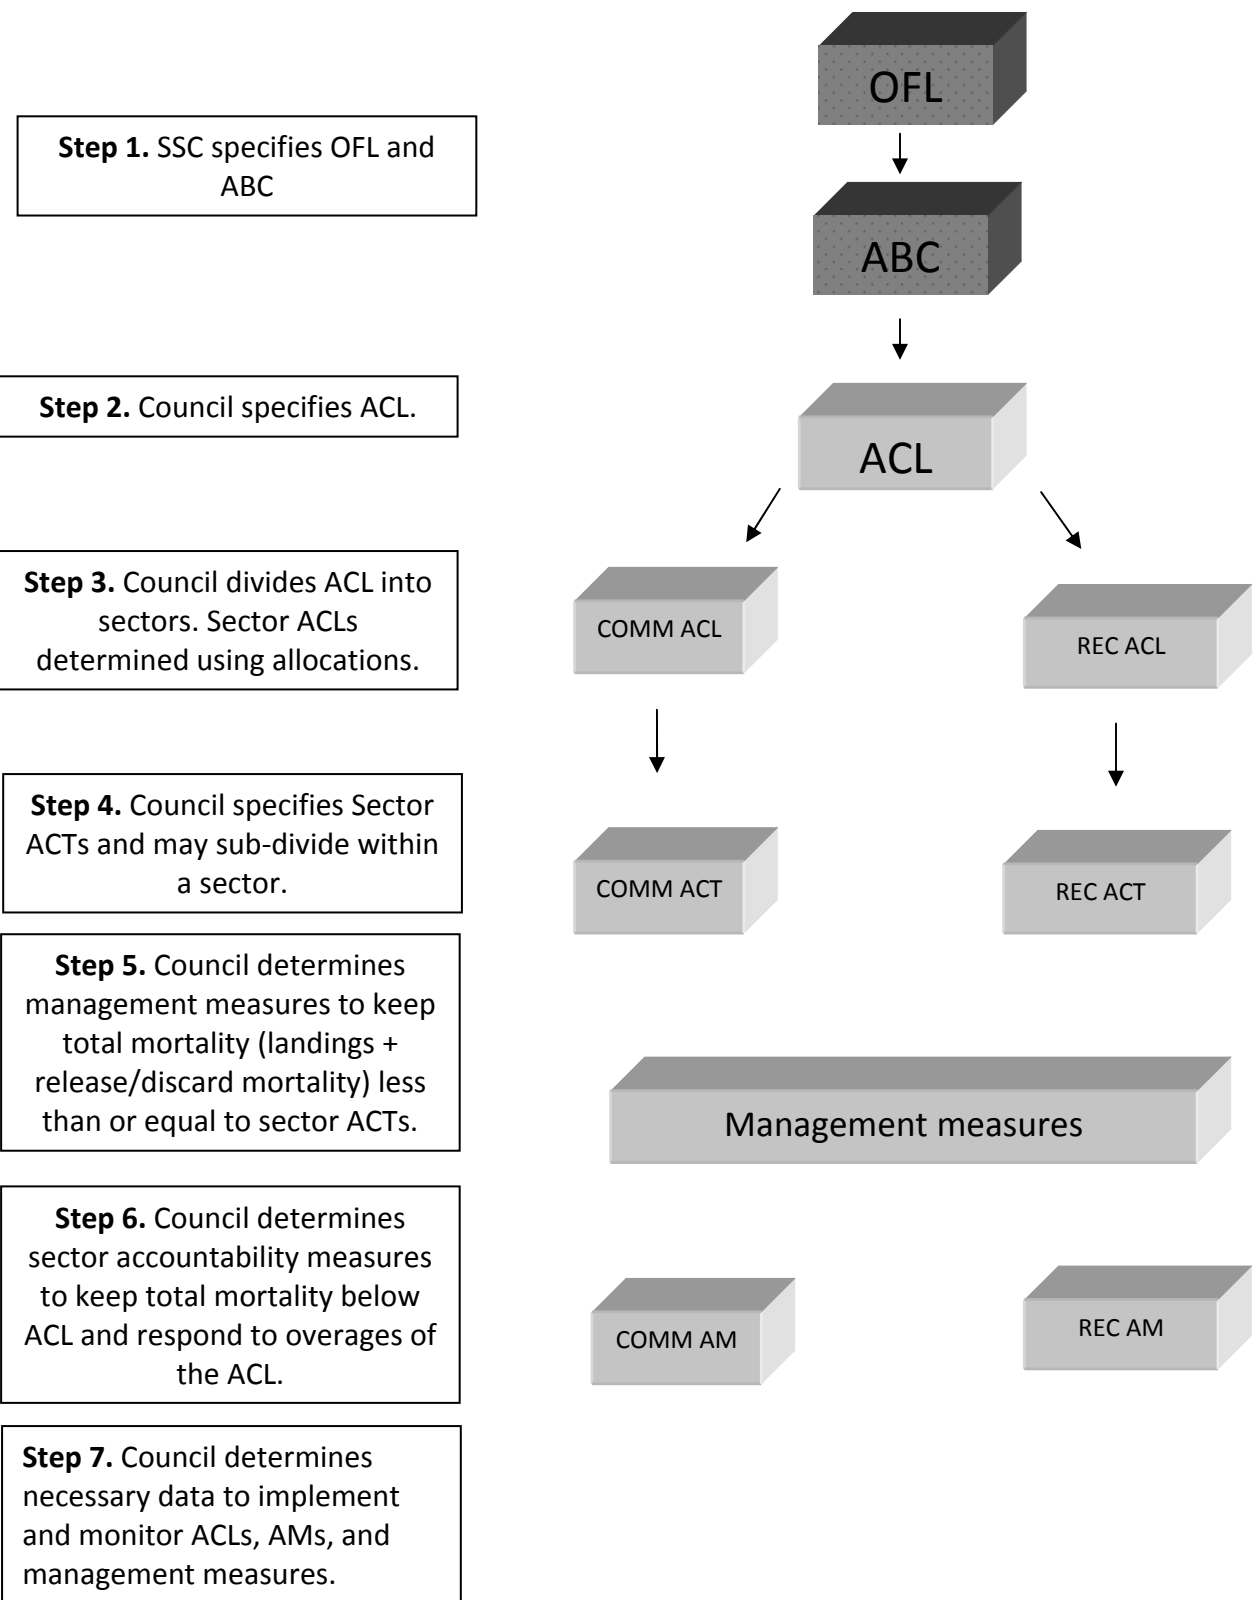 OFL
Step 1. SSC specifies OFL and
ABC
ABC
Step 2. Council specifies ACL.
ACL
Step 3. Council divides ACL into
sectors. Sector ACLs
determined using allocations.
COMM ACL
REC ACL
Step 4. Council specifies Sector
ACTs and may sub-divide within
a sector.
COMM ACT
REC ACT
Step 5. Council determines
management measures to keep
total mortality (landings +
release/discard mortality) less
than or equal to sector ACTs.
Management measures
Step 6. Council determines
sector accountability measures
to keep total mortality below
ACL and respond to overages of
the ACL.
COMM AM
REC AM
Step 7. Council determines
necessary data to implement
and monitor ACLs, AMs, and
management measures.